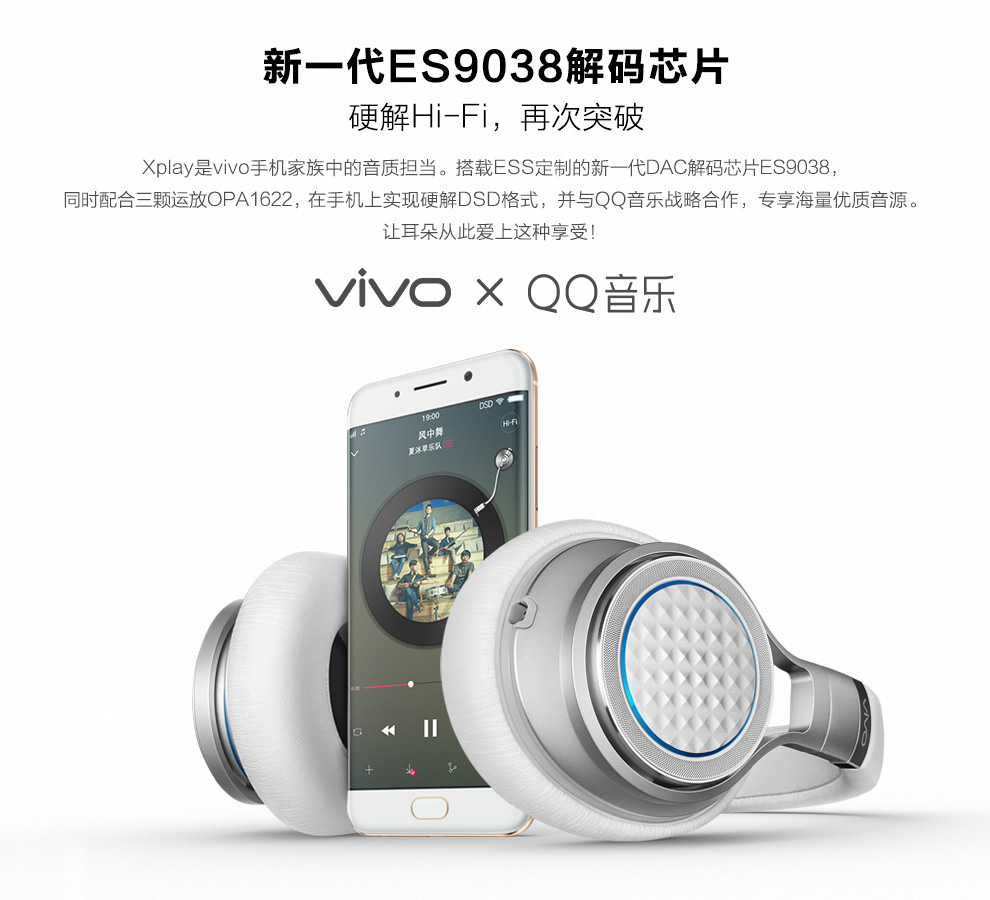 新一代ES9038解码芯片
硬解Hi-Fi，再次突破
Xplay是vivo手机家族中的音质担当。搭载ESS定制的新一代DAC解码芯片ES9038，
同时配合三颗运放OPA1622，在手机上实现硬解DSD格式，并与QQ音乐战略合作，专享海量优质音源。
让耳朵从此爱上这种享受！
vivo × QQ音乐
19:00
DSD
风中舞
Hi-Fi
夏沐草乐队
vivo